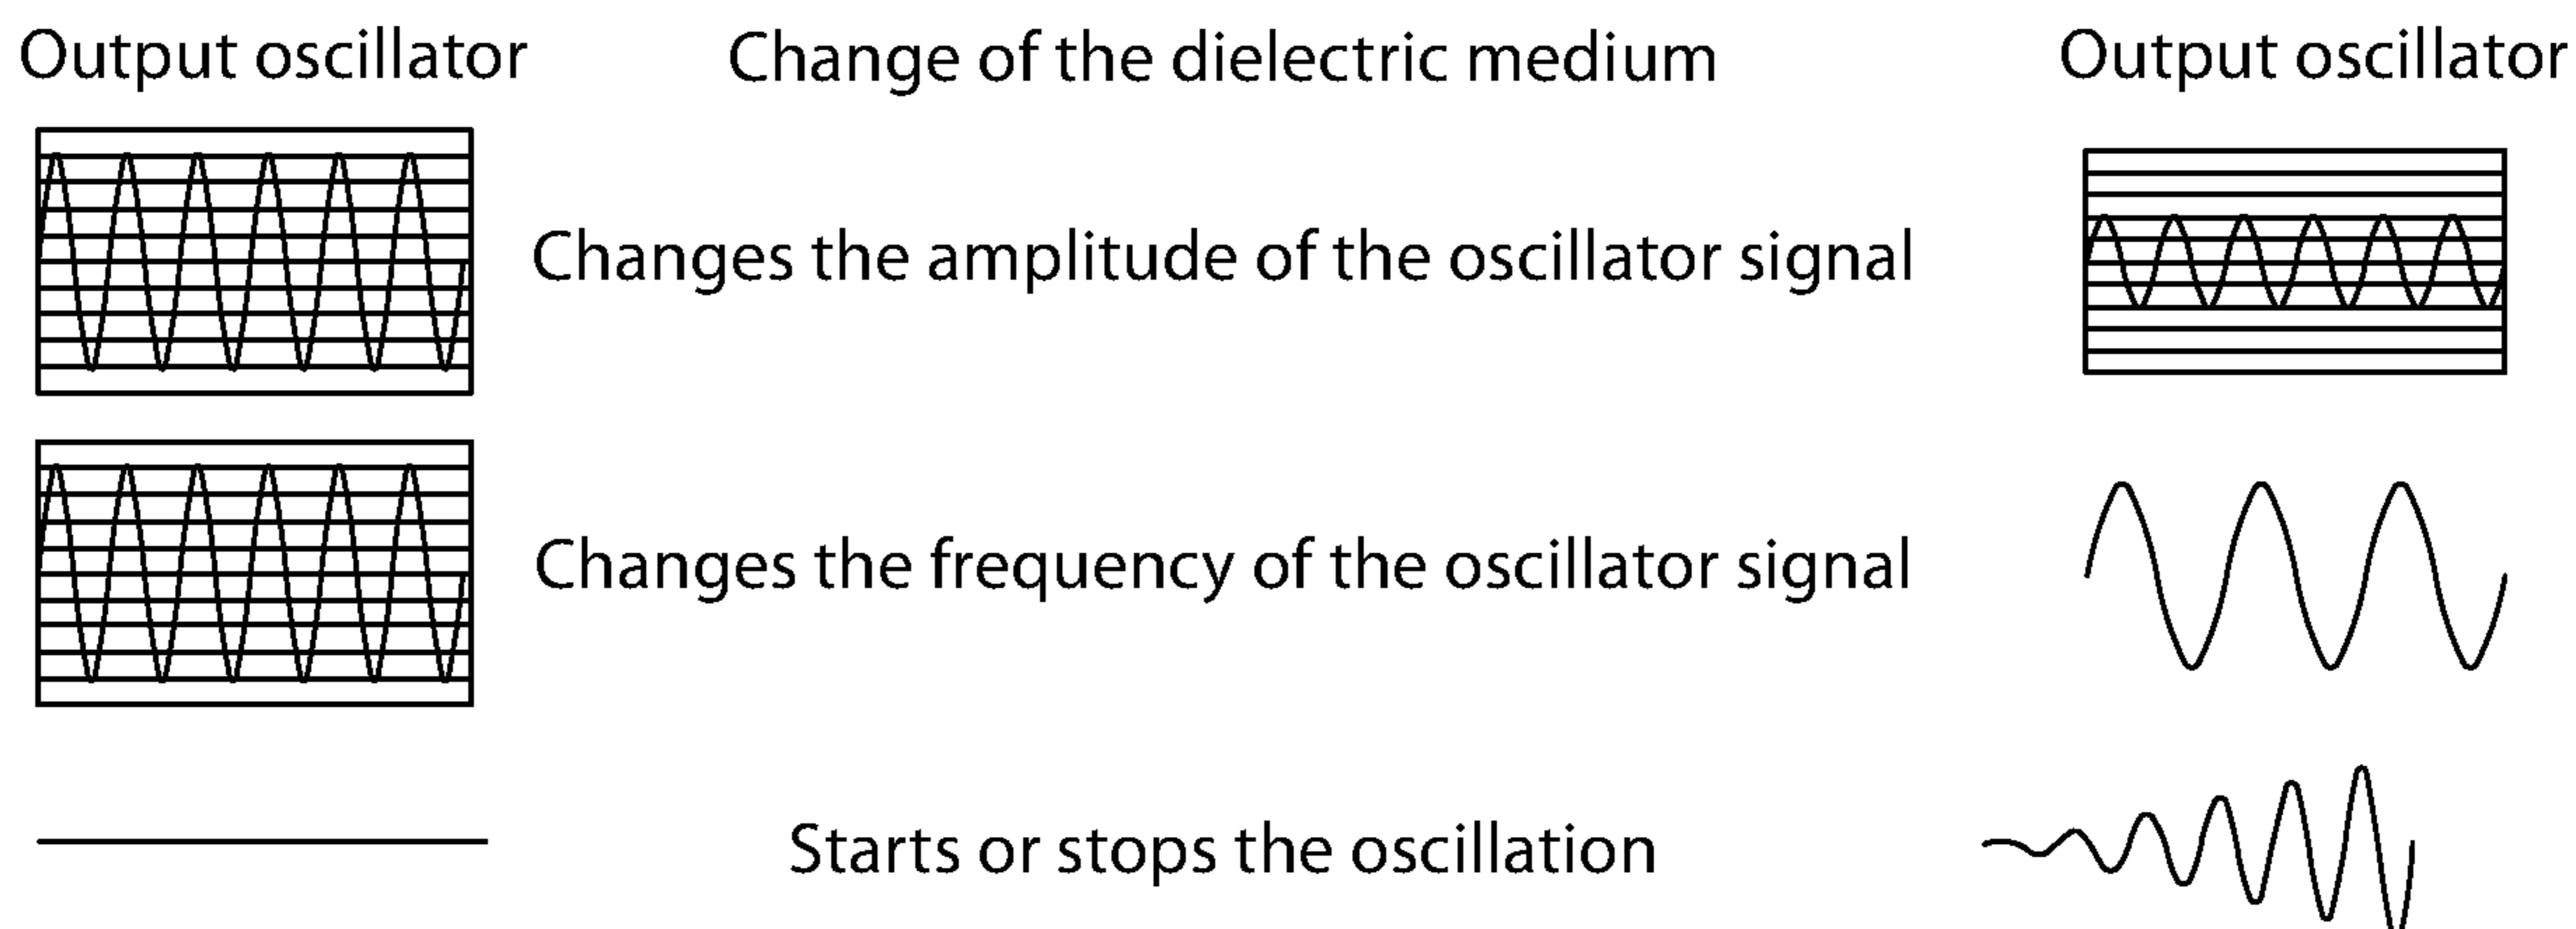 Output oscillator
Change of the dielectric medium
Output oscillator
Changes the amplitude of the oscillator signal
Changes the frequency of the oscillator signal
Starts or stops the oscillation